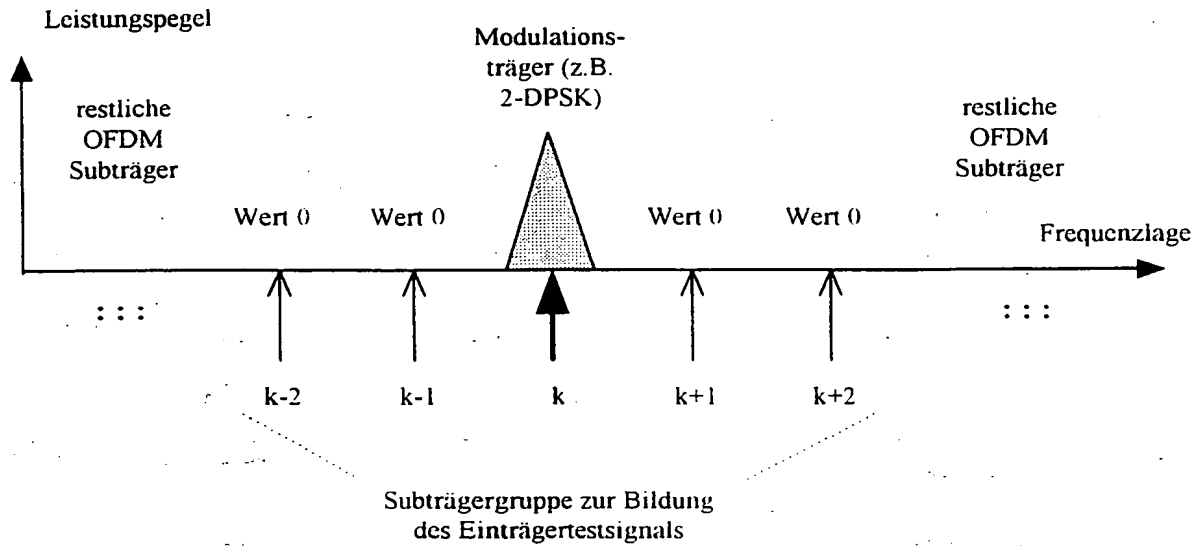 Leistungspegel
Modulations-
träger (z.B.
2-DPSK)
restliche
OFDM
Subträger
restliche
OFDM
Subträger
Wert 0
Wert 0
Wert 0
Wert 0
Frequenzlage
: : :
: : :
k-2
k-1
k
k+1
k+2
Subträgergruppe zur Bildung
des Einträgertestsignals